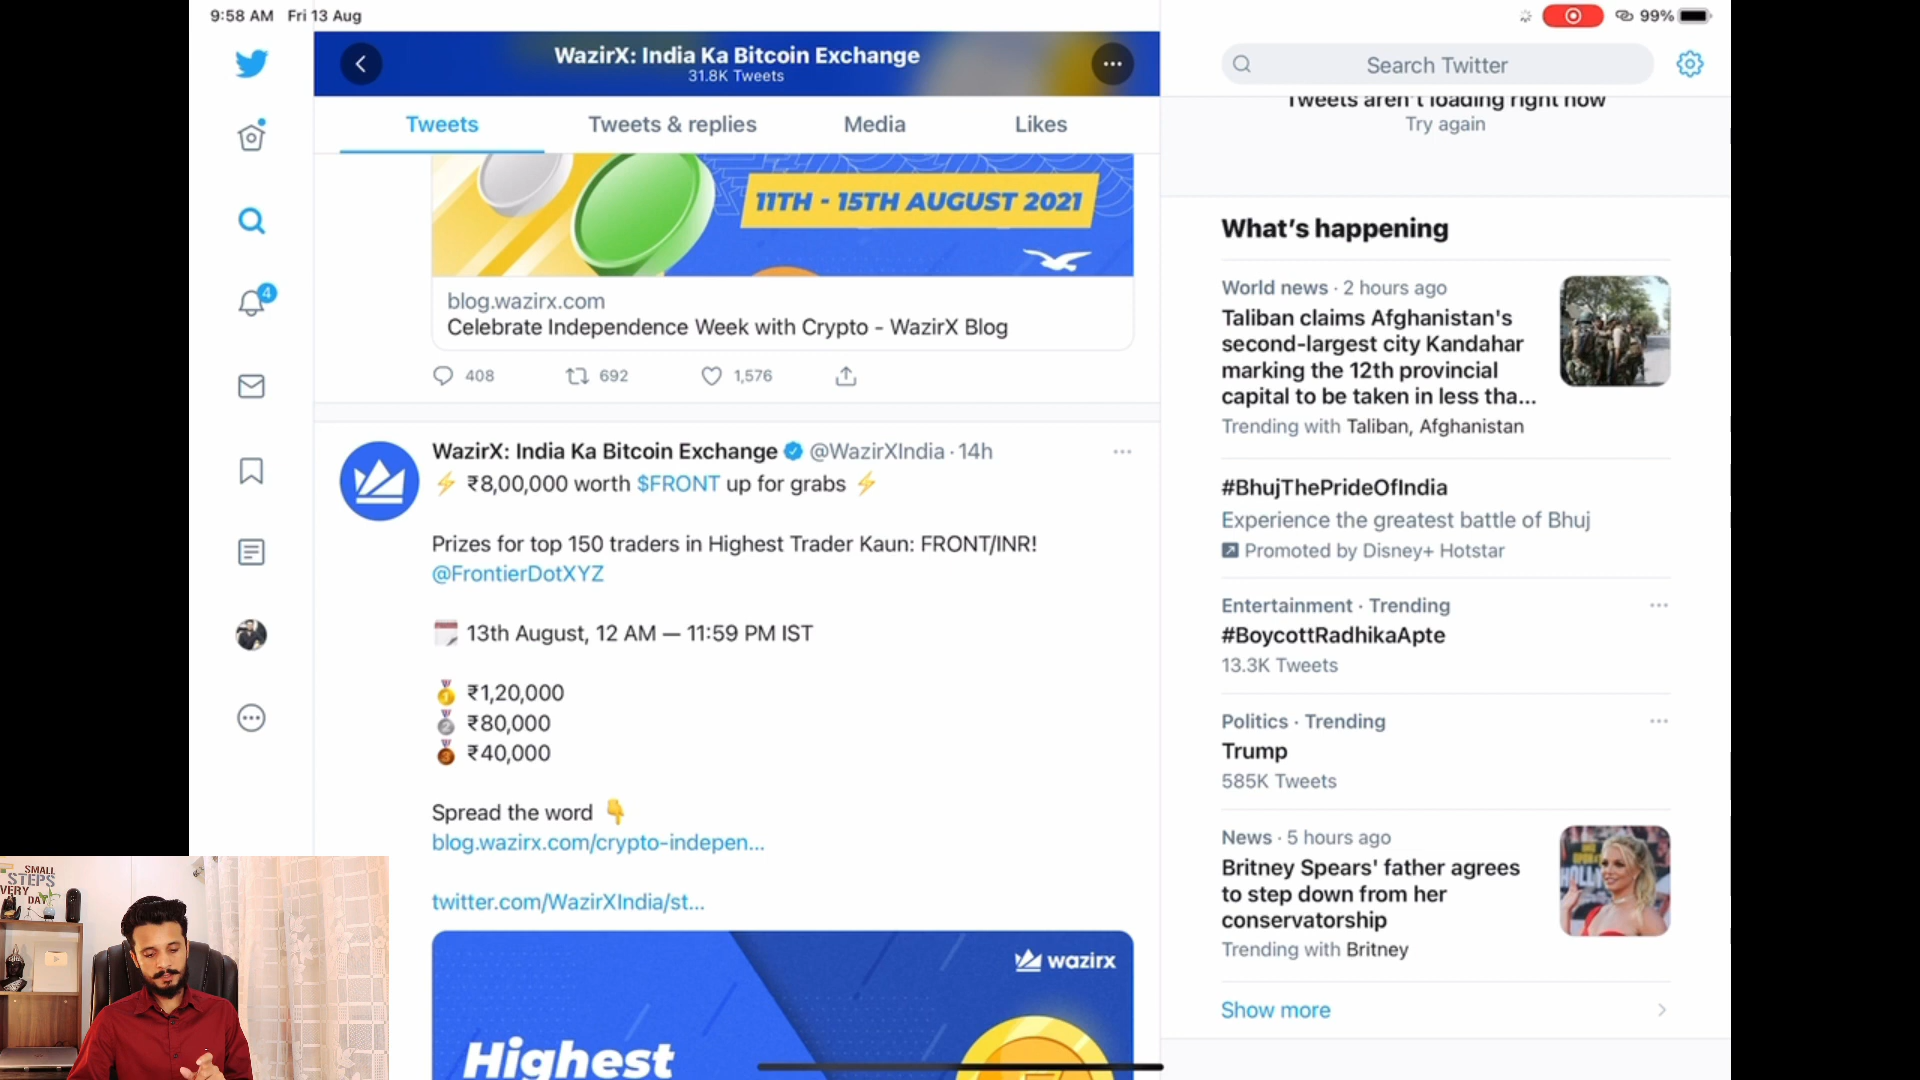 9:58 AM Fri 13 Aug
99%
WazirX: India Ka Bitcoin Exchange
31.8K Tweets
Search Twitter
Tweets
Tweets & replies
Media
Likes
Tweets aren't loading right now
Try again
11TH - 15TH AUGUST 2021
blog.wazirx.com
Celebrate Independence Week with Crypto - WazirX Blog
408
692
1,576
4
WazirX: India Ka Bitcoin Exchange @WazirXIndia · 14h
⚡ ₹8,00,000 worth $FRONT up for grabs ⚡
Prizes for top 150 traders in Highest Trader Kaun: FRONT/INR!
@FrontierDotXYZ
13th August, 12 AM — 11:59 PM IST
🥇 ₹1,20,000
🥈 ₹80,000
🥉 ₹40,000
Spread the word 👇
blog.wazirx.com/crypto-indepen...
twitter.com/WazirXIndia/st...
wazirx
Highest
What's happening
World news · 2 hours ago
Taliban claims Afghanistan's
second-largest city Kandahar
marking the 12th provincial
capital to be taken in less tha...
Trending with Taliban, Afghanistan
#BhujThePrideOfIndia
Experience the greatest battle of Bhuj
Promoted by Disney+ Hotstar
Entertainment · Trending
#BoycottRadhikaApte
13.3K Tweets
Politics · Trending
Trump
585K Tweets
News · 5 hours ago
Britney Spears' father agrees
to step down from her
conservatorship
Trending with Britney
Show more
SMALL
STEPS
VERY
DAY